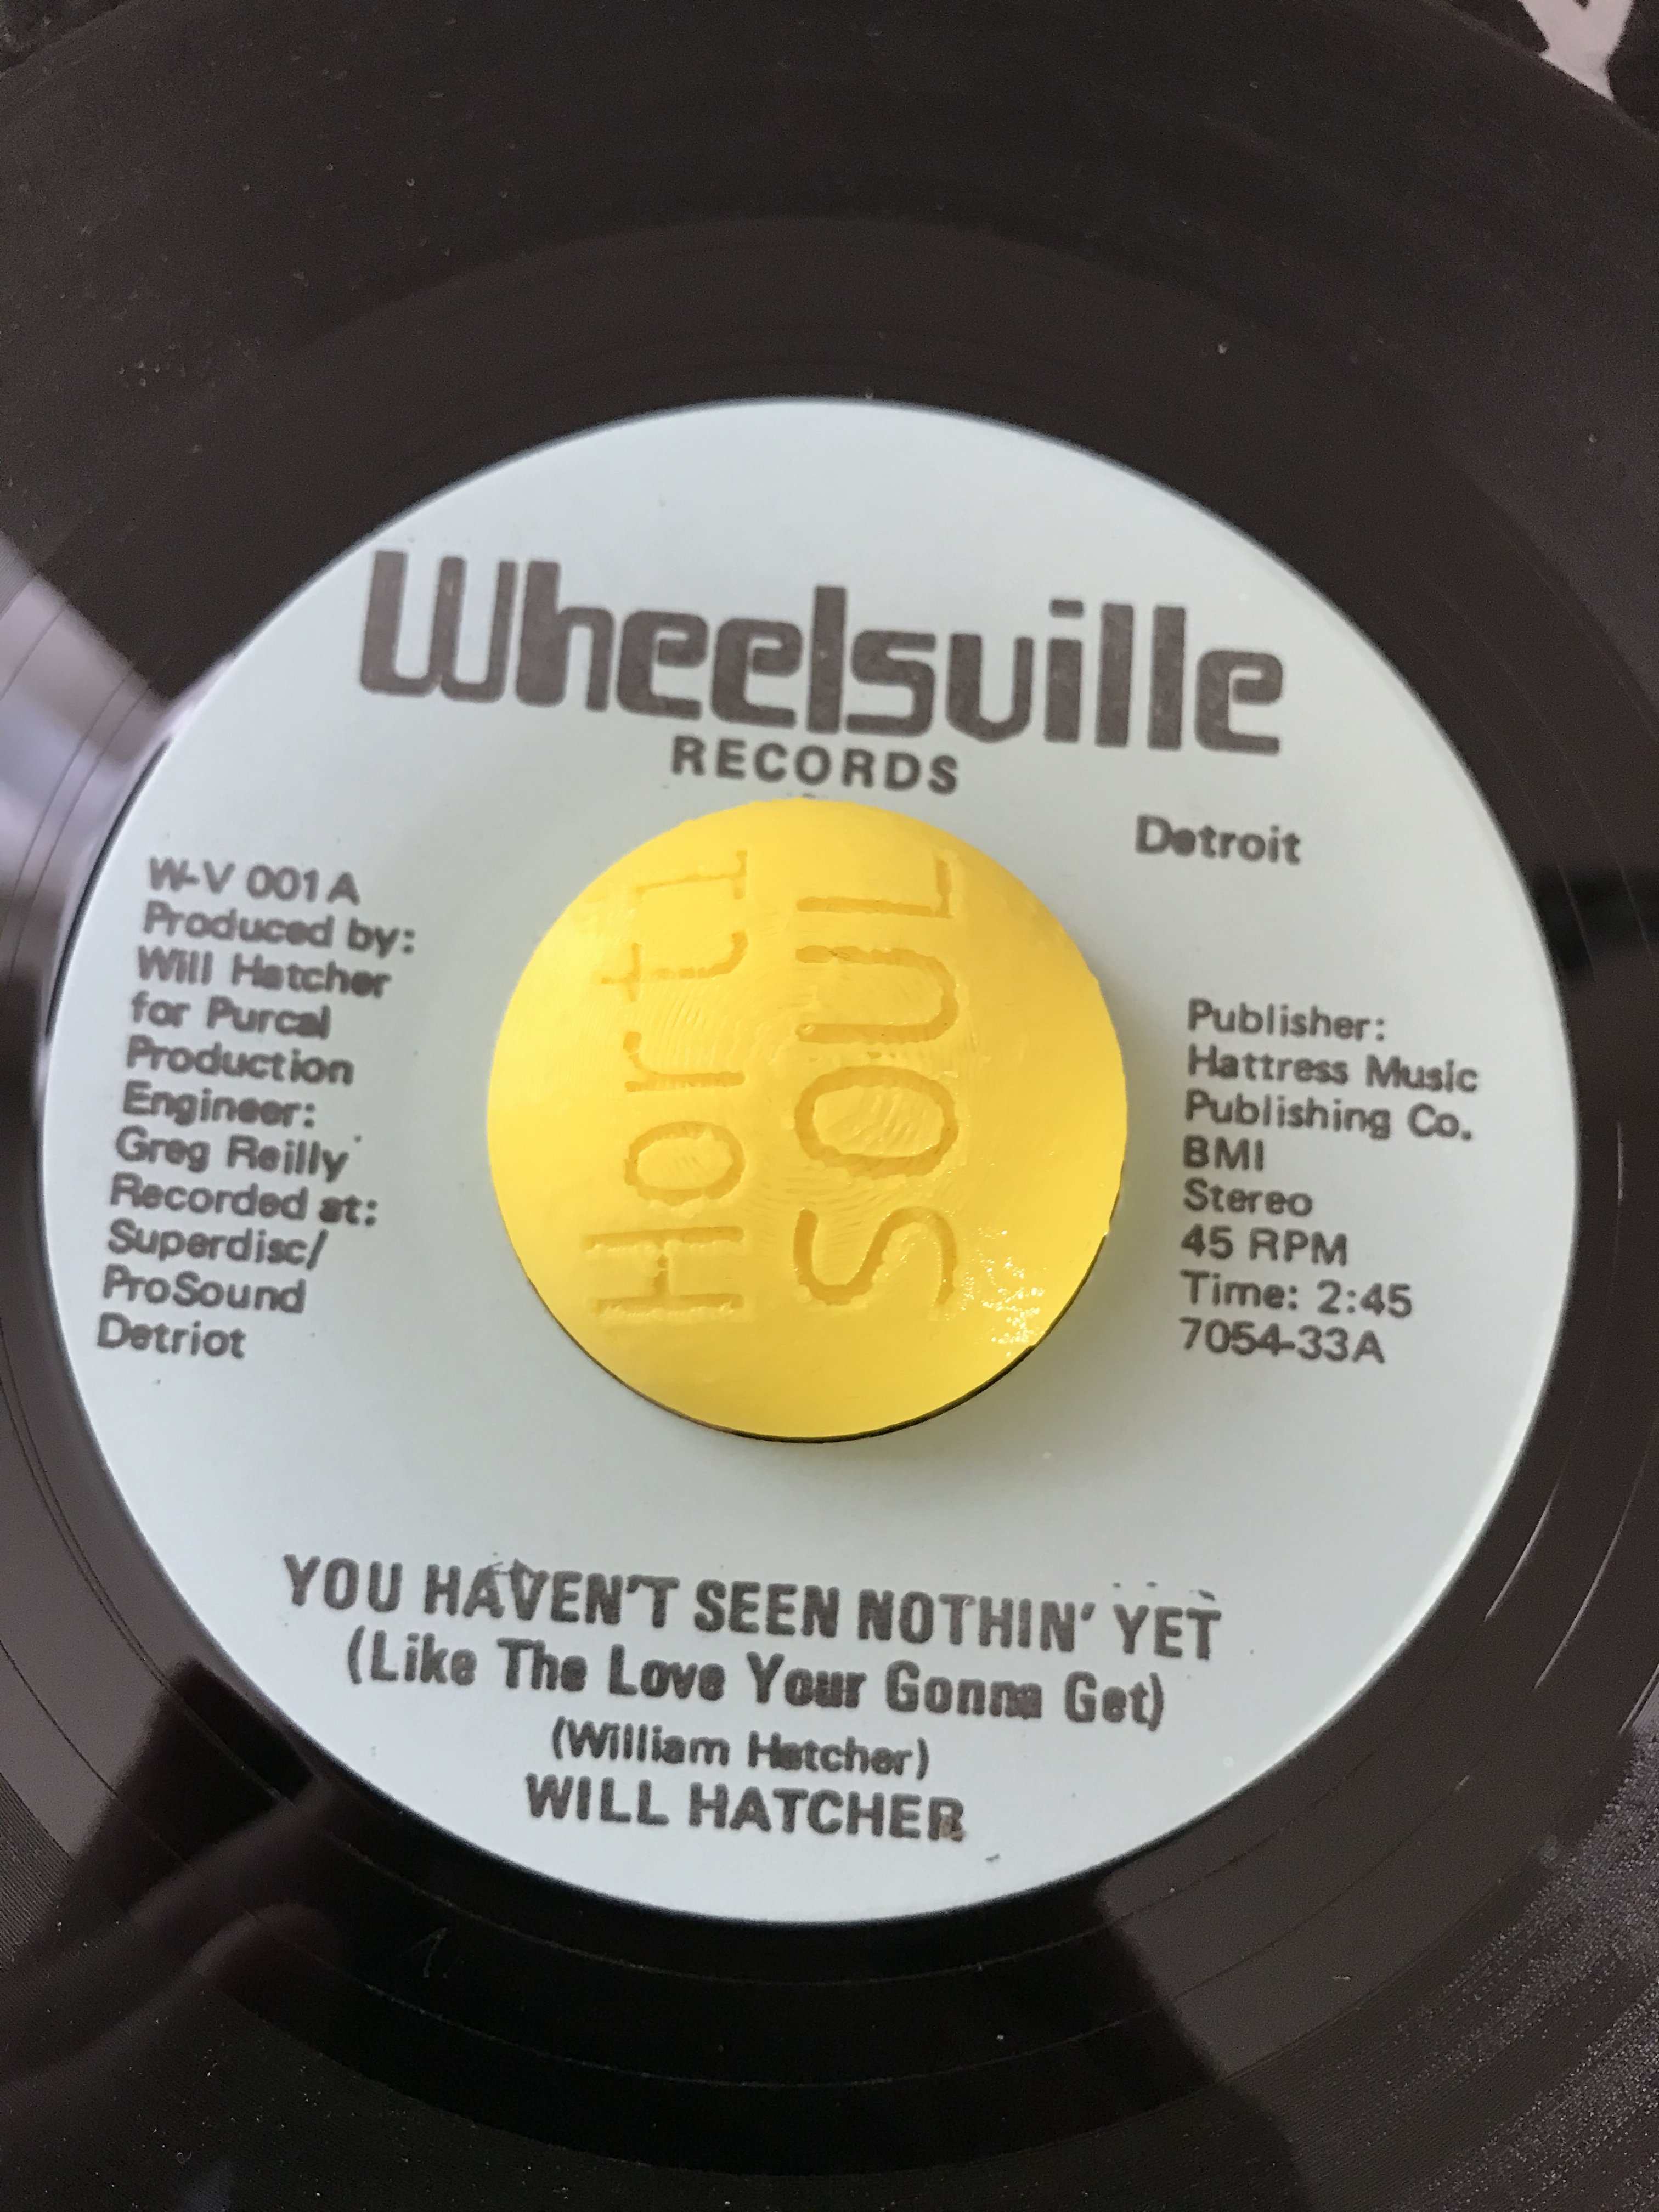 Wheelsville
RECORDS
Detroit
W-V 001 A
Produced by:
Will Hatcher
for Purcal
Production
Engineer:
Greg Reilly
Recorded at:
Superdisc/
ProSound
Detriot
Horti
SOUL
Publisher:
Hattress Music
Publishing Co.
BMI
Stereo
45 RPM
Time: 2:45
7054-33A
YOU HAVEN'T SEEN NOTHIN' YET
(Like The Love Your Gonna Get)
(William Hatcher)
WILL HATCHER